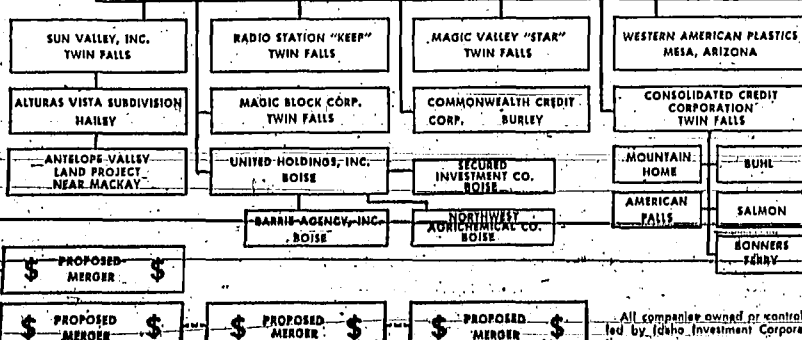 SUN VALLEY, INC.
TWIN FALLS
RADIO STATION "KEEP"
TWIN FALLS
MAGIC VALLEY "STAR"
TWIN FALLS
WESTERN AMERICAN PLASTICS
MESA, ARIZONA
ALTURAS VISTA SUBDIVISION
HAILEY
MAGIC BLOCK CORP.
TWIN FALLS
COMMONWEALTH CREDIT
CORP. BURLEY
CONSOLIDATED CREDIT
CORPORATION
TWIN FALLS
ANTELOPE VALLEY
LAND PROJECT
NEAR MACKAY
UNITED HOLDINGS, INC.
BOISE
SECURED
INVESTMENT CO.
BOISE
MOUNTAIN
HOME
BUHL
BARRIE AGENCY, INC.
BOISE
NORTHWEST
AGRICHEMICAL CO.
BOISE
AMERICAN
FALLS
SALMON
BONNERS
FERRY
$ PROPOSED $
MERGER
$ PROPOSED $
MERGER
$ PROPOSED $
MERGER
$ PROPOSED $
MERGER
All companies owned or control
led by Idaho Investment Corpora